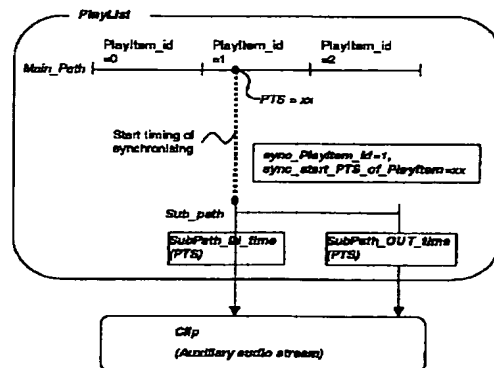 PlayList
PlayItem_id
=0
PlayItem_id
=1
PlayItem_id
=2
Main_Path
PTS = xx
Start timing of
synchronising
sync_PlayItem_id=1,
sync_start_PTS_of_PlayItem=xx
Sub_path
SubPath_IN_time
(PTS)
SubPath_OUT_time
(PTS)
Clip
(Auxiliary audio stream)